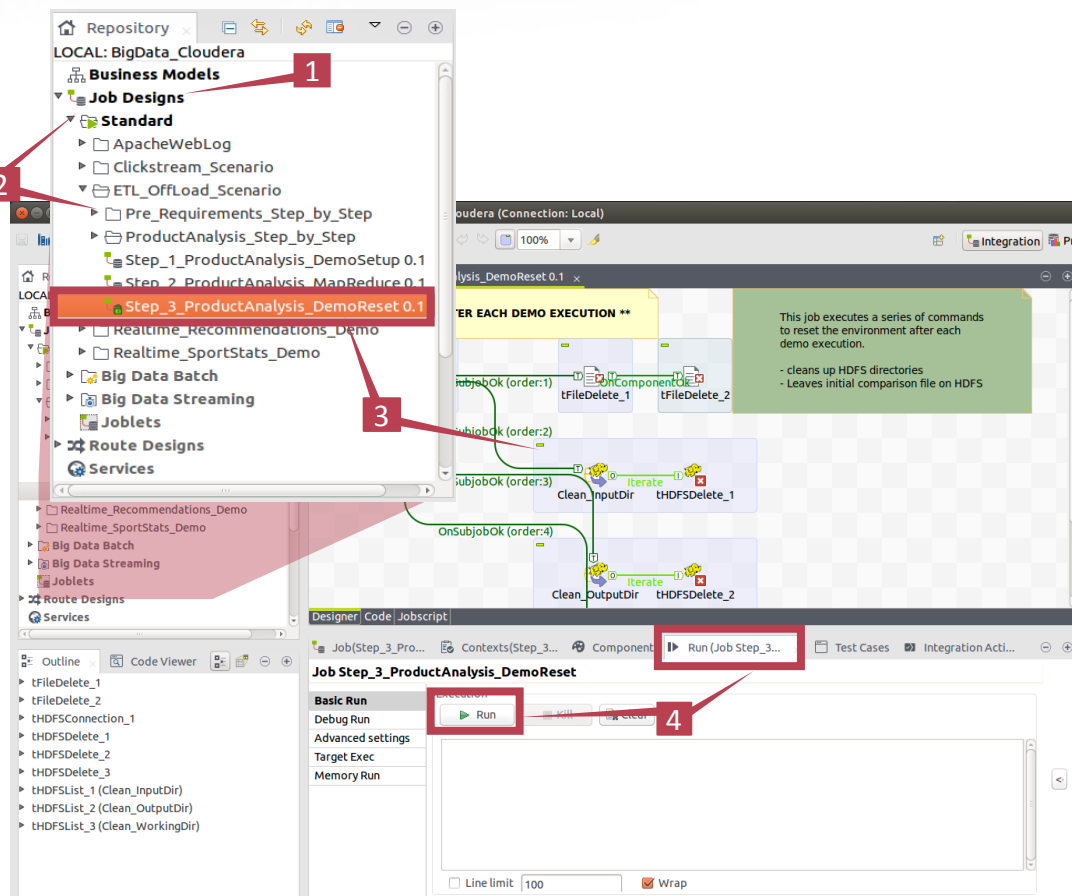 Repository
LOCAL: BigData_Cloudera
Business Models
1
Job Designs
Standard
ApacheWebLog
Clickstream_Scenario
2
ETL_OffLoad_Scenario
Pre_Requirements_Step_by_Step
ProductAnalysis_Step_by_Step
Step_1_ProductAnalysis_DemoSetup 0.1
Step_2_ProductAnalysis_MapReduce 0.1
Step_3_ProductAnalysis_DemoReset 0.1
Realtime_Recommendations_Demo
Realtime_SportStats_Demo
Big Data Batch
Big Data Streaming
Joblets
3
Route Designs
Services
oudera (Connection: Local)
100%
Integration
lysis_DemoReset 0.1
TER EACH DEMO EXECUTION **
This job executes a series of commands
to reset the environment after each
demo execution.
- cleans up HDFS directories
- Leaves initial comparison file on HDFS
SubjobOk (order:1)
OnComponentOk
tFileDelete_1
tFileDelete_2
SubjobOk (order:2)
SubjobOk (order:3)
Iterate
Clean_InputDir
tHDFSDelete_1
OnSubjobOk (order:4)
Iterate
Clean_OutputDir
tHDFSDelete_2
LOCA
Realtime_Recommendations_Demo
Realtime_SportStats_Demo
Big Data Batch
Big Data Streaming
Joblets
Route Designs
Services
Designer
Code
Jobscript
Outline
Code Viewer
tFileDelete_1
tFileDelete_2
tHDFSConnection_1
tHDFSDelete_1
tHDFSDelete_2
tHDFSDelete_3
tHDFSList_1 (Clean_InputDir)
tHDFSList_2 (Clean_OutputDir)
tHDFSList_3 (Clean_WorkingDir)
Job(Step_3_Pro...
Contexts(Step_3...
Component
Run (Job Step_3...
Test Cases
Integration Acti...
Job Step_3_ProductAnalysis_DemoReset
Basic Run
Debug Run
Advanced settings
Target Exec
Memory Run
Execution
Run
Kill
Clear
4
Line limit
100
Wrap